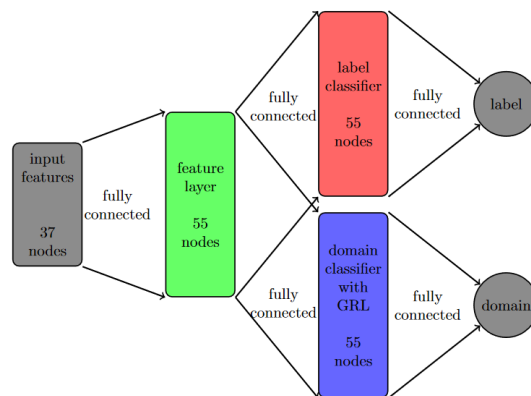 input
features
37
nodes
fully
connected
feature
layer
55
nodes
fully
connected
label
classifier
55
nodes
fully
connected
label
fully
connected
domain
classifier
with
GRL
55
nodes
fully
connected
domain